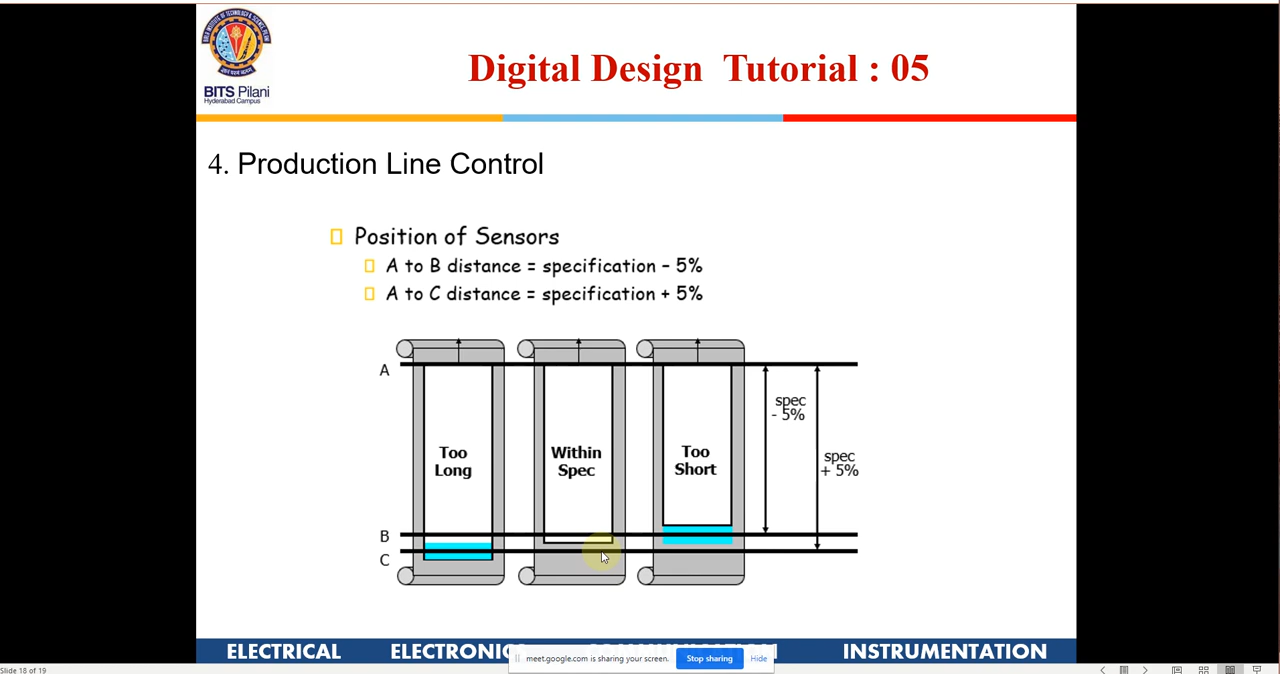 BITS Pilani
Hyderabad Campus
Digital Design Tutorial : 05
4. Production Line Control
Position of Sensors
A to B distance = specification – 5%
A to C distance = specification + 5%
A
Too
Long
Within
Spec
Too
Short
spec
- 5%
spec
+ 5%
B
C
ELECTRICAL
ELECTRONICS
INSTRUMENTATION
meet.google.com is sharing your screen.
Stop sharing
Hide
Slide 18 of 19